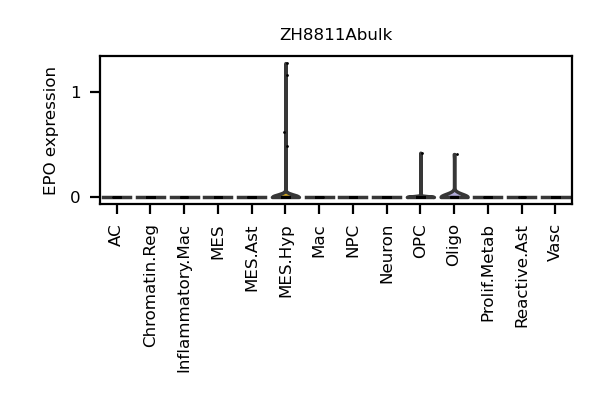 ZH8811Abulk
EPO expression
1
0
AC
Chromatin.Reg
Inflammatory.Mac
MES
MES.Ast
MES.Hyp
Mac
NPC
Neuron
OPC
Oligo
Prolif.Metab
Reactive.Ast
Vasc